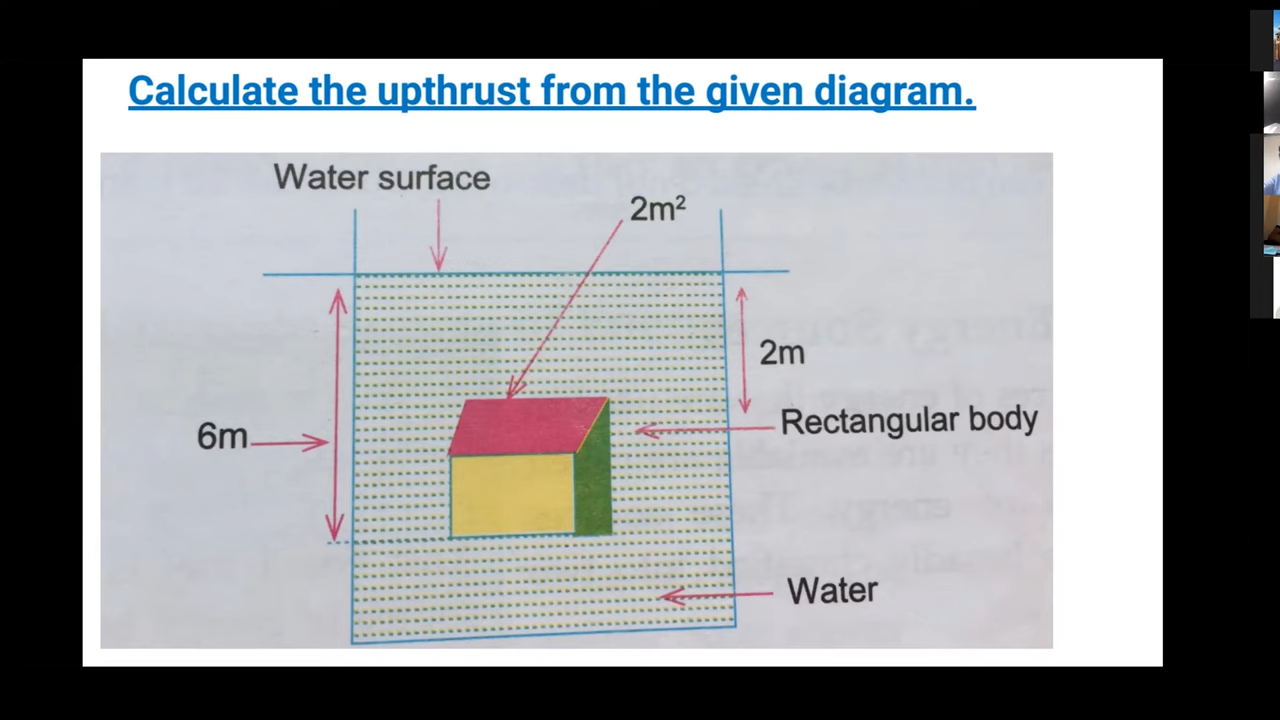 Calculate the upthrust from the given diagram.
Water surface
2m²
2m
6m
Rectangular body
Water